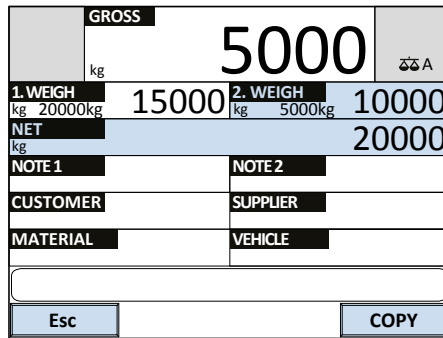 GROSS
kg 5000 A
1. WEIGH 15000 2. WEIGH 10000
kg 20000kg kg 5000kg
NET
kg 20000
NOTE 1 NOTE 2
CUSTOMER SUPPLIER
MATERIAL VEHICLE
Esc COPY